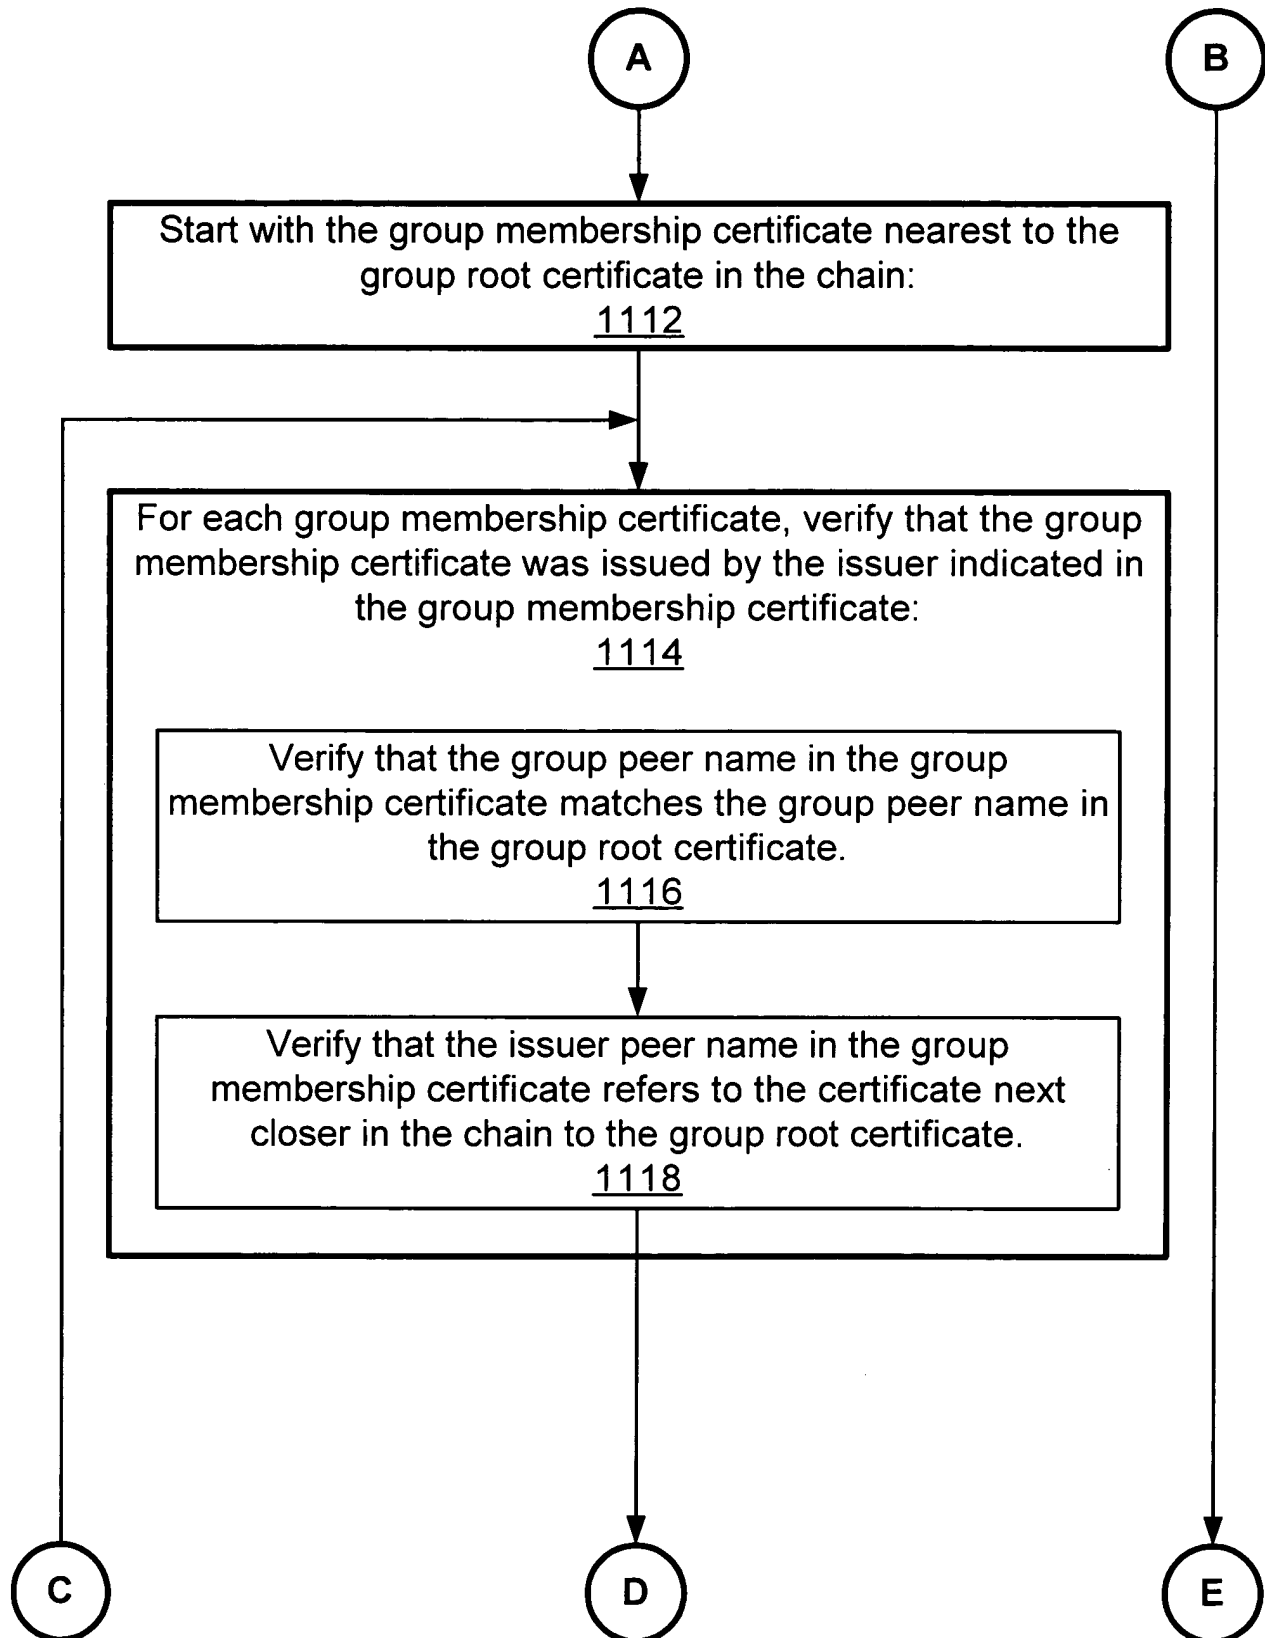 A
B
Start with the group membership certificate nearest to the
group root certificate in the chain:
1112
For each group membership certificate, verify that the group
membership certificate was issued by the issuer indicated in
the group membership certificate:
1114
Verify that the group peer name in the group
membership certificate matches the group peer name in
the group root certificate.
1116
Verify that the issuer peer name in the group
membership certificate refers to the certificate next
closer in the chain to the group root certificate.
1118
C
D
E